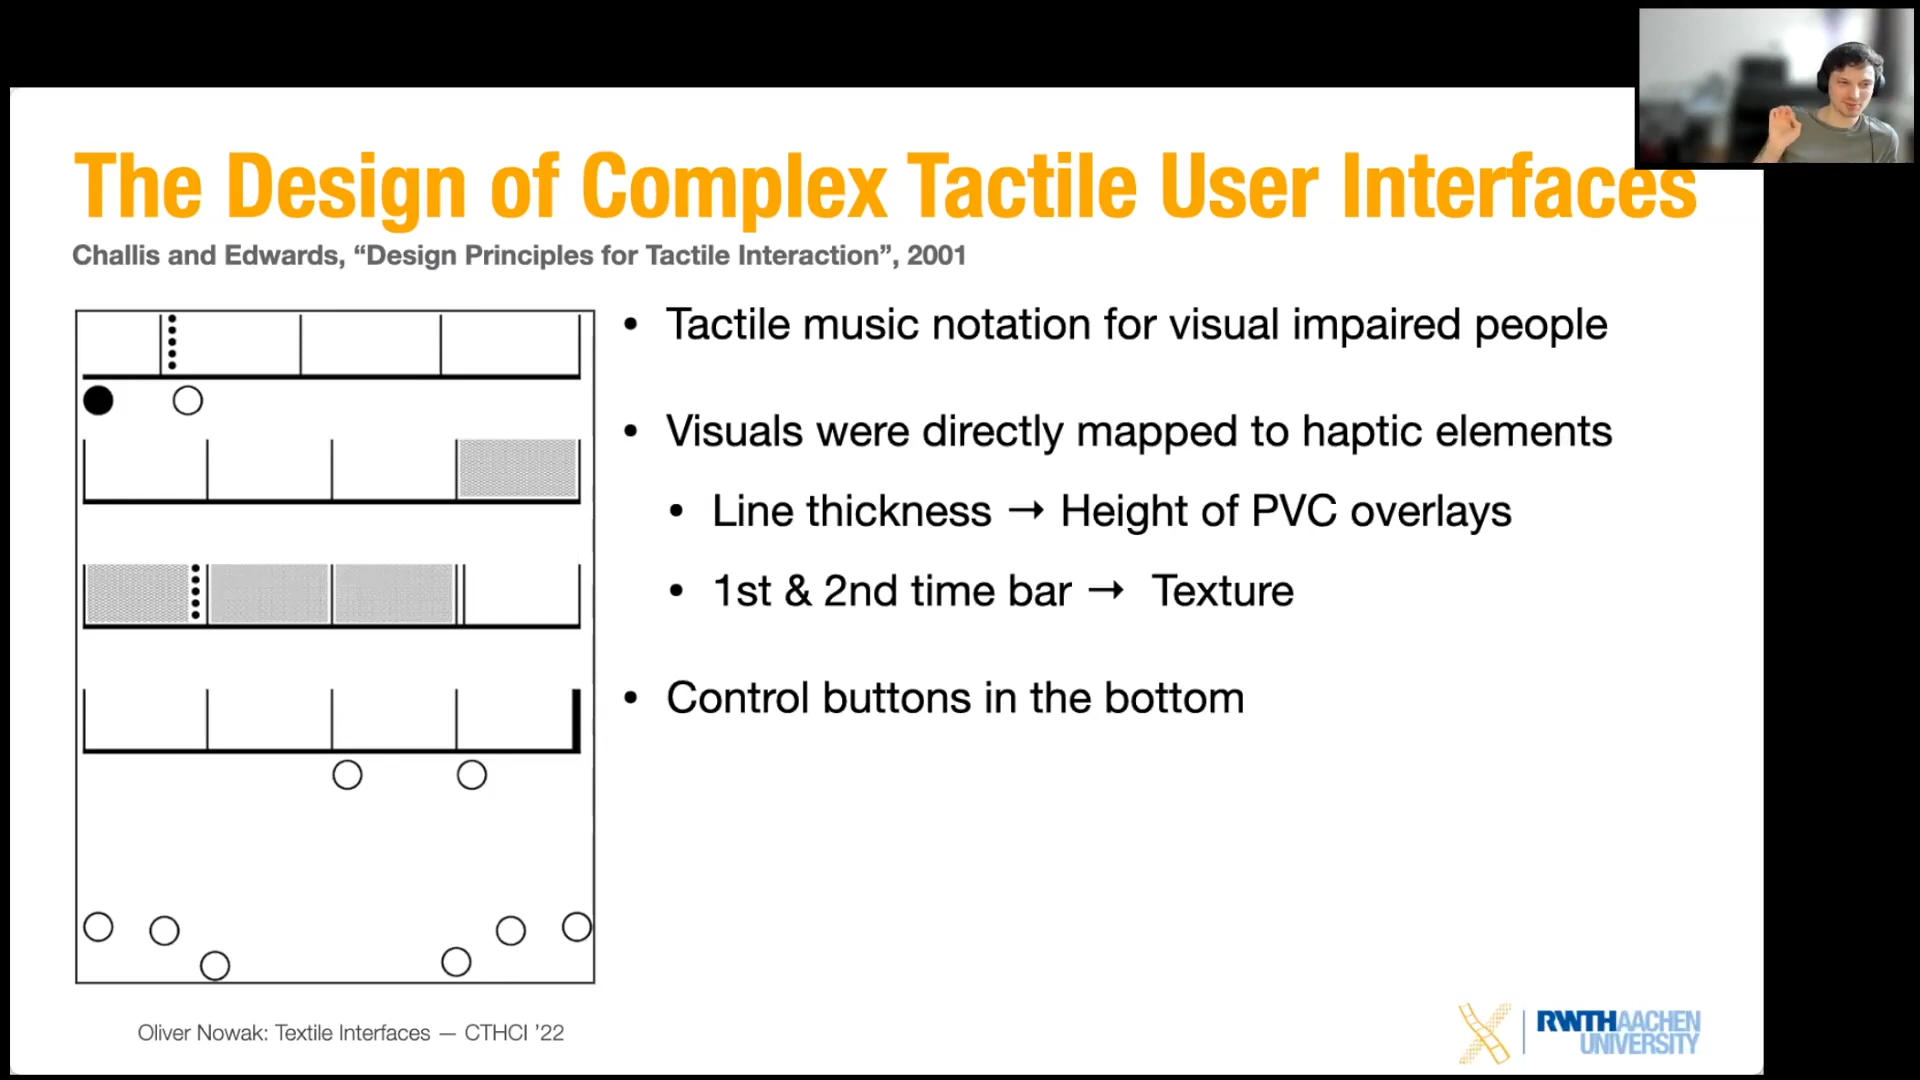 The Design of Complex Tactile User Interfaces
Challis and Edwards, “Design Principles for Tactile Interaction”, 2001
• Tactile music notation for visual impaired people
• Visuals were directly mapped to haptic elements
• Line thickness → Height of PVC overlays
• 1st & 2nd time bar → Texture
• Control buttons in the bottom
Oliver Nowak: Textile Interfaces — CTHCI ’22
RWTHAACHEN
UNIVERSITY